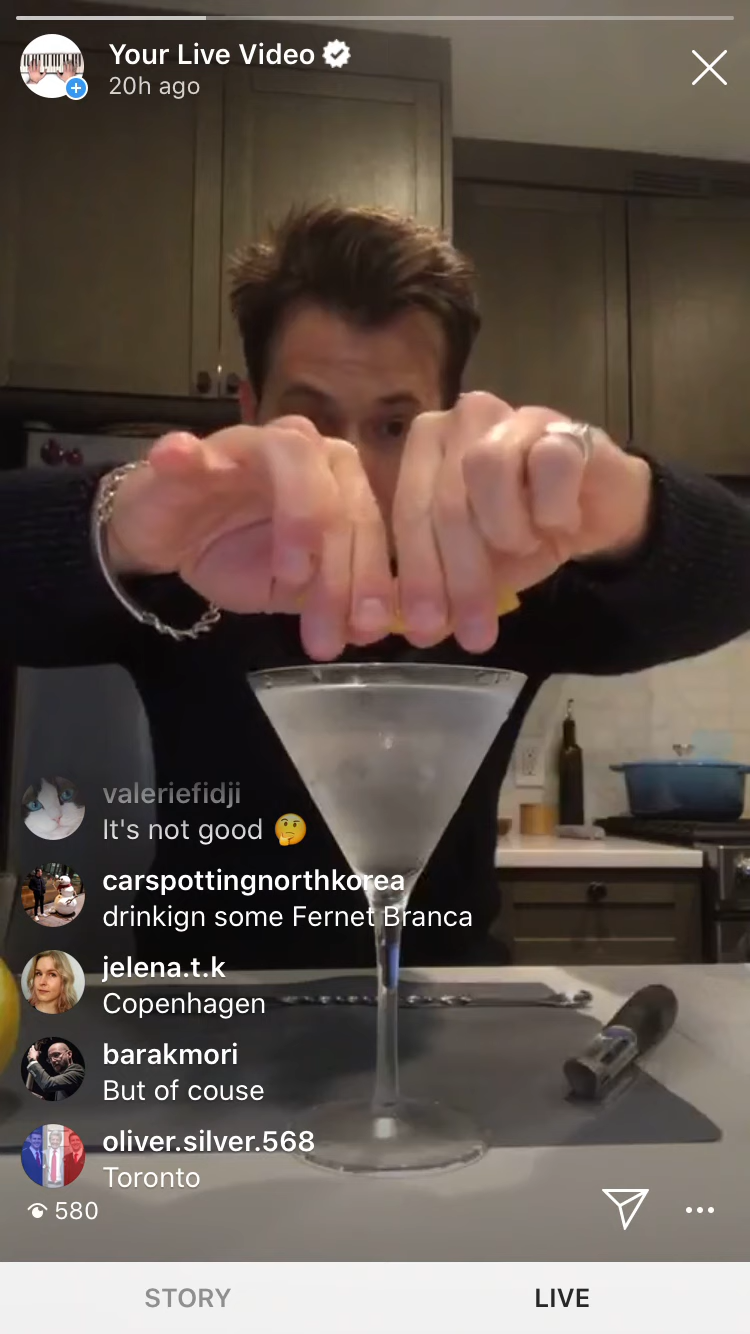 Your Live Video
20h ago
valeriefidji
It's not good 🤔
carspottingnorthkorea
drinkign some Fernet Branca
jelena.t.k
Copenhagen
barakmori
But of couse
oliver.silver.568
Toronto
580
STORY
LIVE